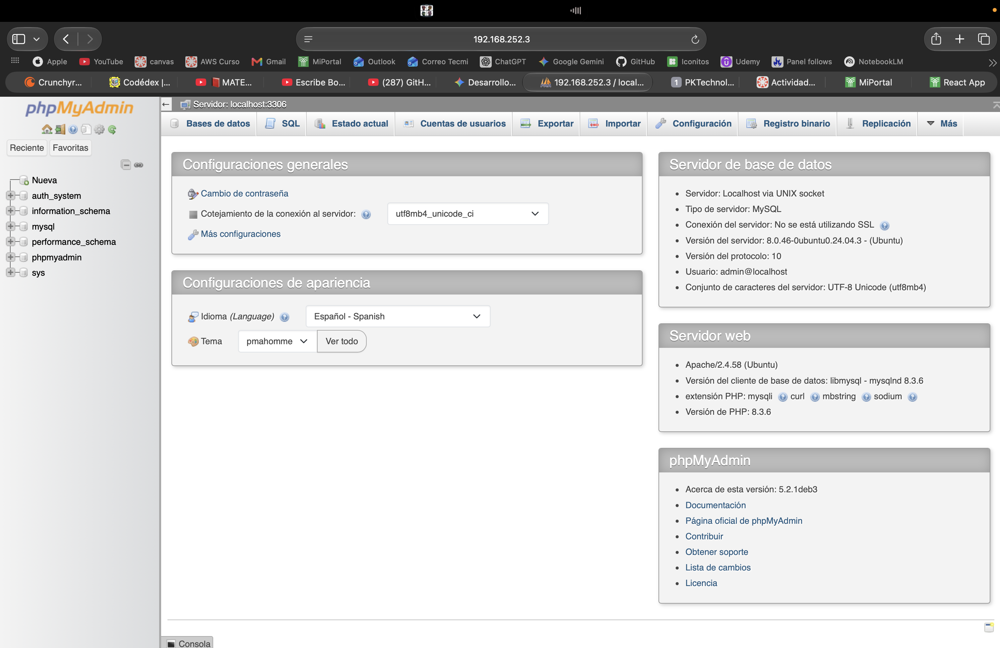 192.168.252.3
Apple YouTube canvas AWS Curso Gmail MiPortal Outlook Correo Tecmi ChatGPT Google Gemini GitHub Iconitos Udemy Panel follows NotebookLM
Crunchyr... Codédex |... MATE... Escribe Bo... (287) GitH... Desarrollo... 192.168.252.3 / local... 1 PKTechnol... Actividad... MiPortal React App
phpMyAdmin
Reciente Favoritas
Nueva
auth_system
information_schema
mysql
performance_schema
phpmyadmin
sys
Servidor: localhost:3306
Bases de datos SQL Estado actual Cuentas de usuarios Exportar Importar Configuración Registro binario Replicación Más
Configuraciones generales
Cambio de contraseña
Cotejamiento de la conexión al servidor: utf8mb4_unicode_ci
Más configuraciones
Configuraciones de apariencia
Idioma (Language) Español - Spanish
Tema pmahomme Ver todo
Servidor de base de datos
Servidor: Localhost via UNIX socket
Tipo de servidor: MySQL
Conexión del servidor: No se está utilizando SSL
Versión del servidor: 8.0.46-0ubuntu0.24.04.3 - (Ubuntu)
Versión del protocolo: 10
Usuario: admin@localhost
Conjunto de caracteres del servidor: UTF-8 Unicode (utf8mb4)
Servidor web
Apache/2.4.58 (Ubuntu)
Versión del cliente de base de datos: libmysql - mysqlnd 8.3.6
extensión PHP: mysqli curl mbstring sodium
Versión de PHP: 8.3.6
phpMyAdmin
Acerca de esta versión: 5.2.1deb3
Documentación
Página oficial de phpMyAdmin
Contribuir
Obtener soporte
Lista de cambios
Licencia
Consola